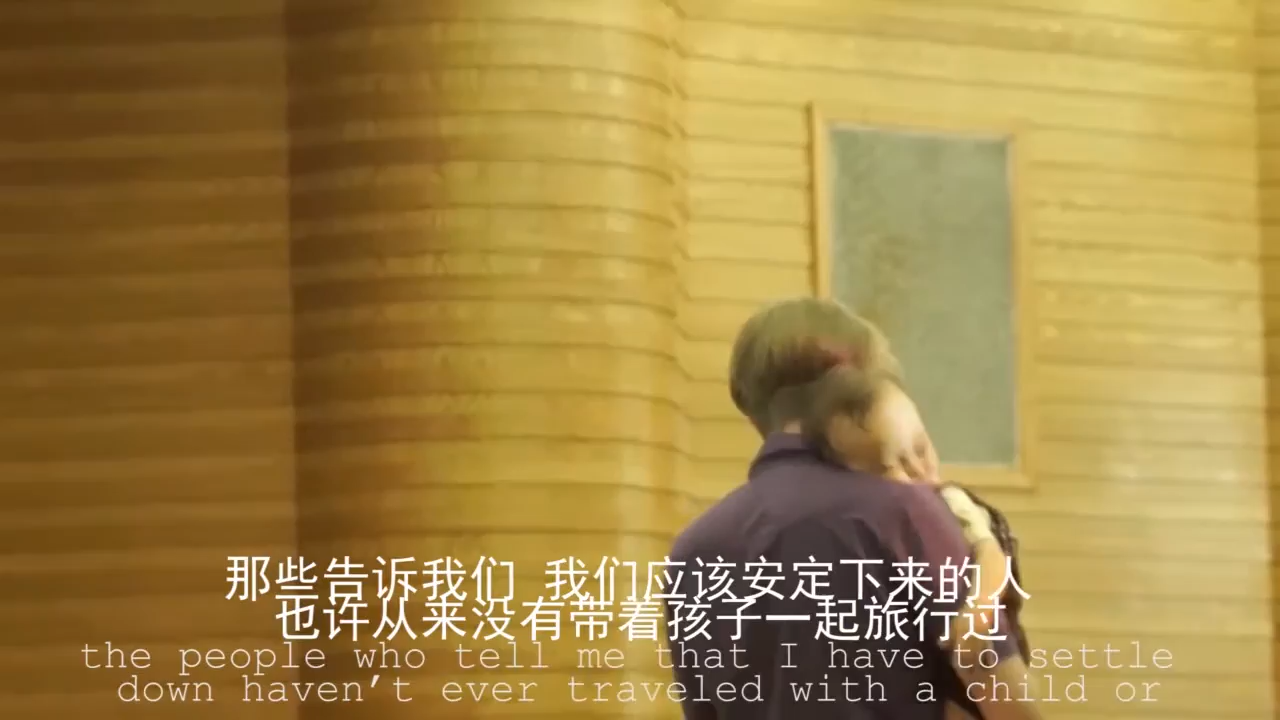 那些告诉我们 我们应该安定下来的人
也许从来没有带着孩子一起旅行过
the people who tell me that I have to settle
down haven’t ever traveled with a child or